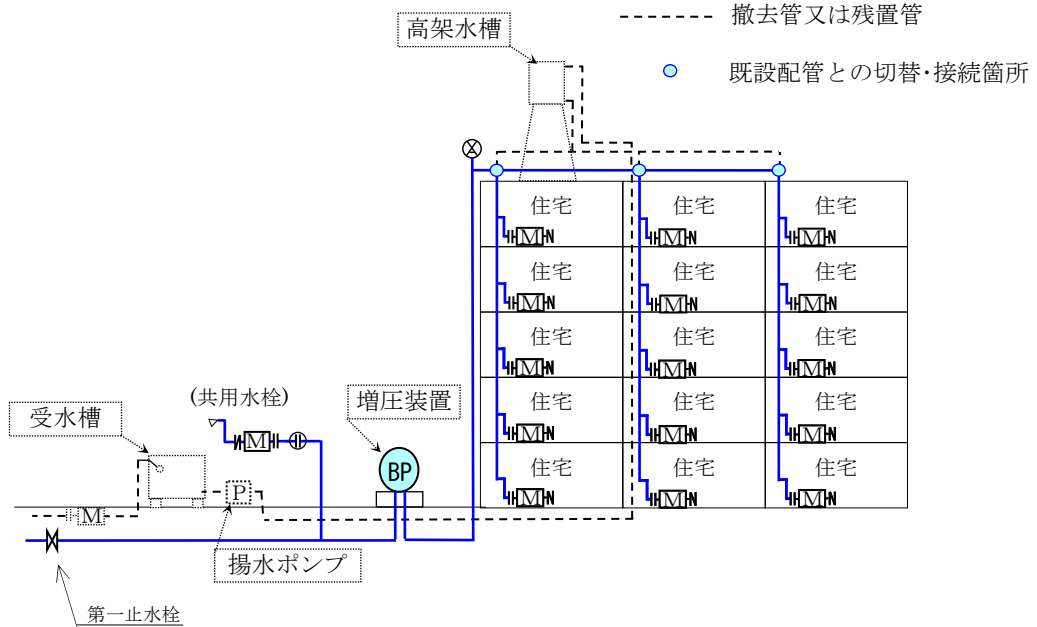 撤去管又は残置管
高架水槽
既設配管との切替・接続箇所
住宅 住宅 住宅
M M M
住宅 住宅 住宅
M M M
住宅 住宅 住宅
M M M
(共用水栓)
増圧装置
住宅 住宅 住宅
受水槽
M
M M M
BP
住宅 住宅 住宅
P
M M M
M
揚水ポンプ
第一止水栓